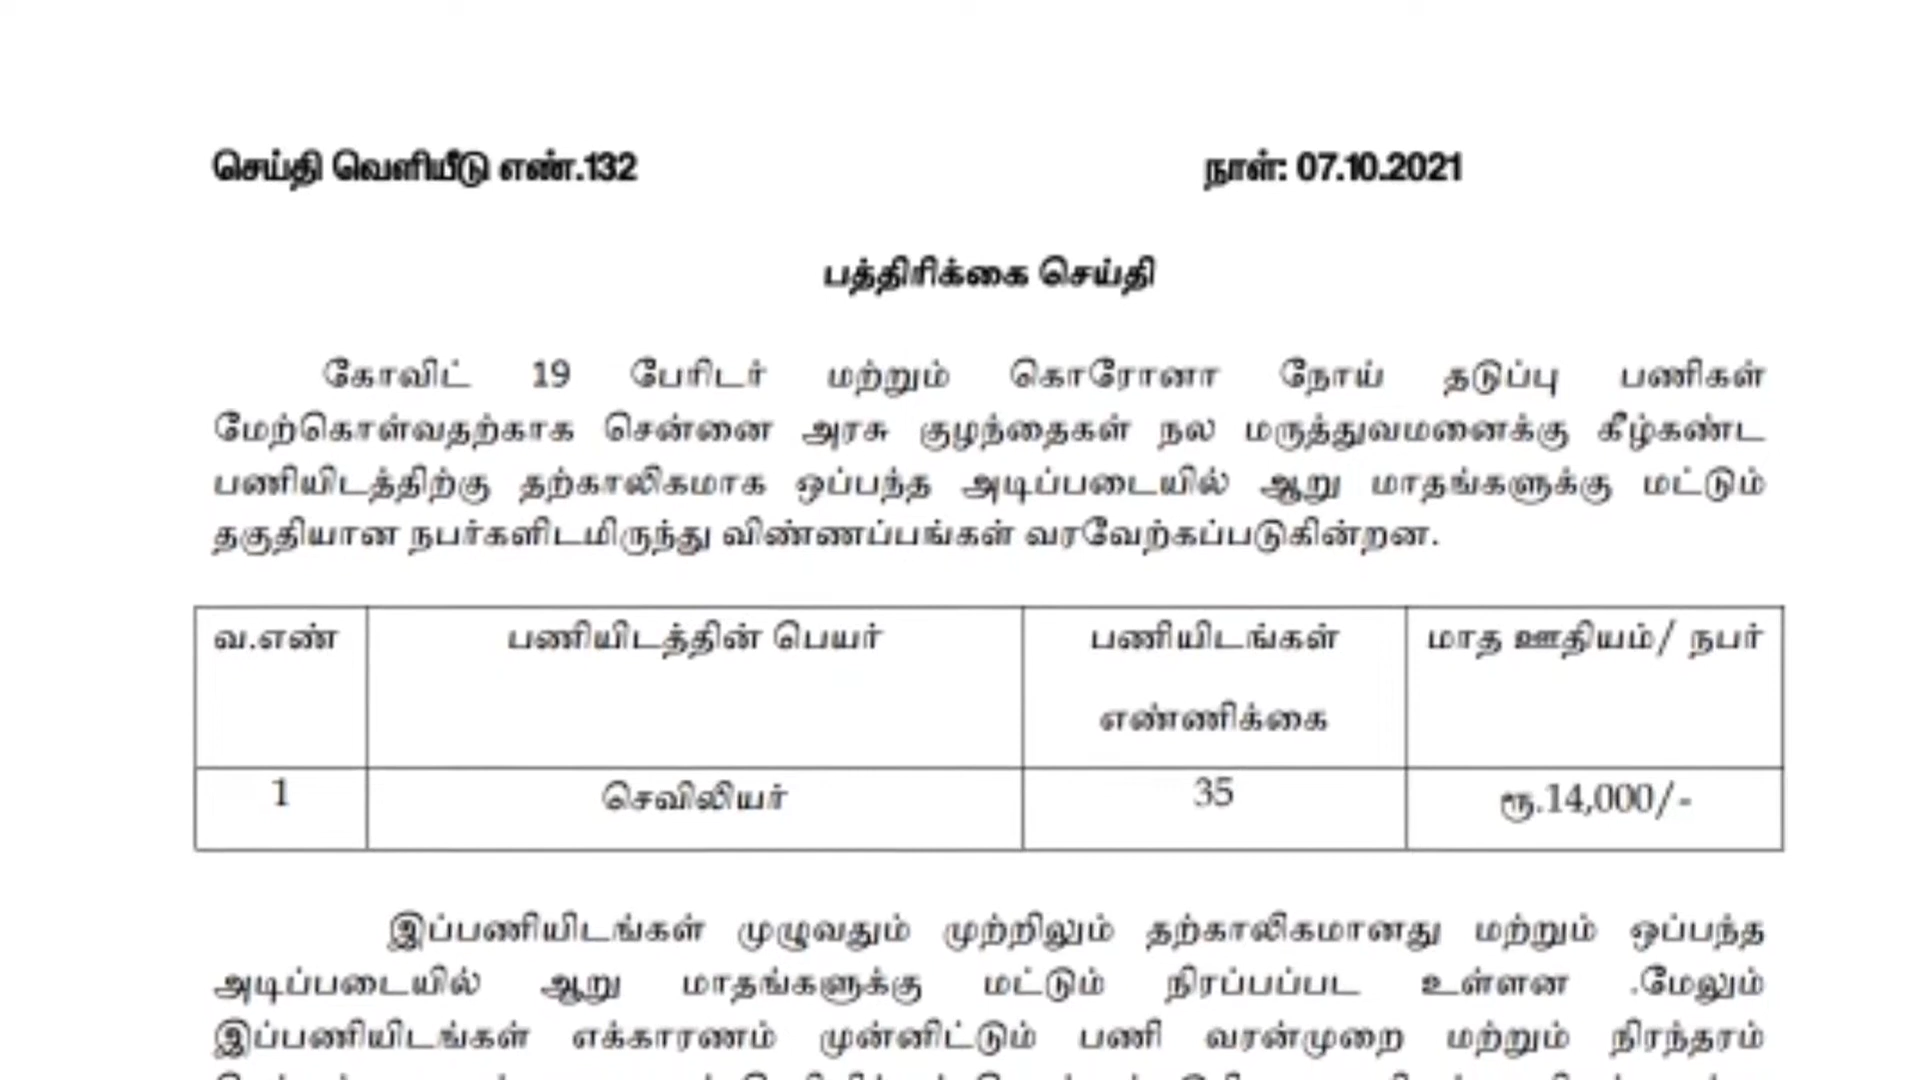 செய்தி வெளியீடு எண்.132 நாள்: 07.10.2021
பத்திரிக்கை செய்தி
கோவிட் 19 பேரிடர் மற்றும் கொரோனா நோய் தடுப்பு பணிகள்
மேற்கொள்வதற்காக சென்னை அரசு குழந்தைகள் நல மருத்துவமனைக்கு கீழ்கண்ட
பணியிடத்திற்கு தற்காலிகமாக ஒப்பந்த அடிப்படையில் ஆறு மாதங்களுக்கு மட்டும்
தகுதியான நபர்களிடமிருந்து விண்ணப்பங்கள் வரவேற்கப்படுகின்றன.
வ.எண் பணியிடத்தின் பெயர் பணியிடங்கள் மாத ஊதியம்/ நபர்
எண்ணிக்கை
1 செவிலியர் 35 ரூ.14,000/-
இப்பணியிடங்கள் முழுவதும் முற்றிலும் தற்காலிகமானது மற்றும் ஒப்பந்த
அடிப்படையில் ஆறு மாதங்களுக்கு மட்டும் நிரப்பப்பட உள்ளன .மேலும்
இப்பணியிடங்கள் எக்காரணம் முன்னிட்டும் பணி வரன்முறை மற்றும் நிரந்தரம்